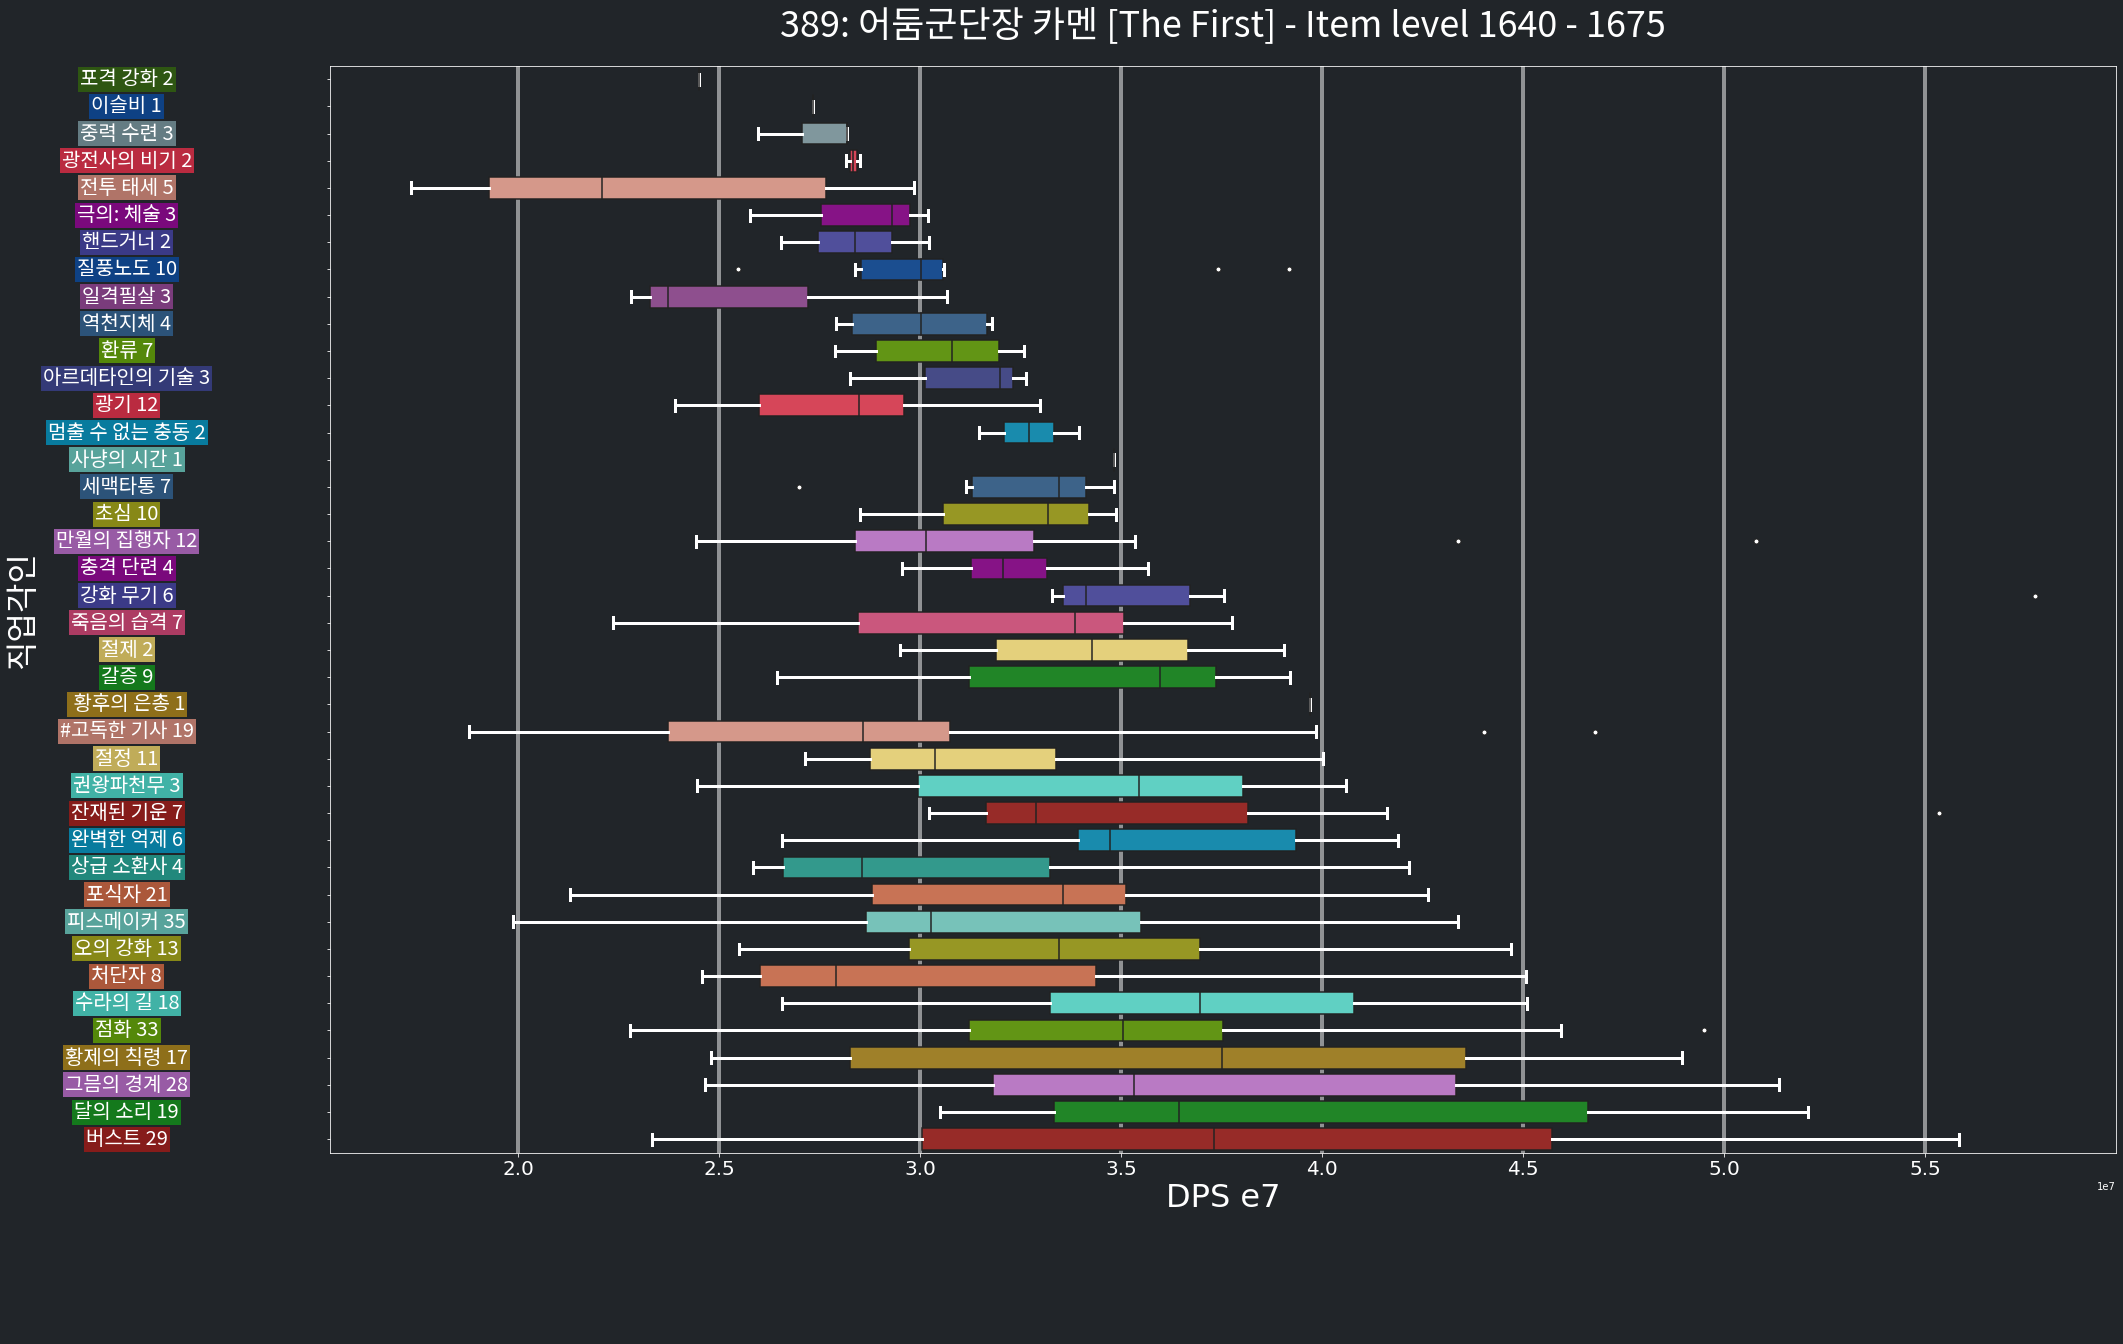 389: 어둠군단장 카멘 [The First] - Item level 1640 - 1675
포격 강화 2
이슬비 1
중력 수련 3
광전사의 비기 2
전투 태세 5
극의: 체술 3
핸드거너 2
질풍노도 10
일격필살 3
역천지체 4
환류 7
아르데타인의 기술 3
광기 12
멈출 수 없는 충동 2
사냥의 시간 1
세맥타통 7
초심 10
만월의 집행자 12
충격 단련 4
강화 무기 6
죽음의 습격 7
절제 2
갈증 9
황후의 은총 1
#고독한 기사 19
절정 11
권왕파천무 3
잔재된 기운 7
완벽한 억제 6
상급 소환사 4
포식자 21
피스메이커 35
오의 강화 13
처단자 8
수라의 길 18
점화 33
황제의 칙령 17
그믐의 경계 28
달의 소리 19
버스트 29
직업각인
2.0 2.5 3.0 3.5 4.0 4.5 5.0 5.5
1e7
DPS e7